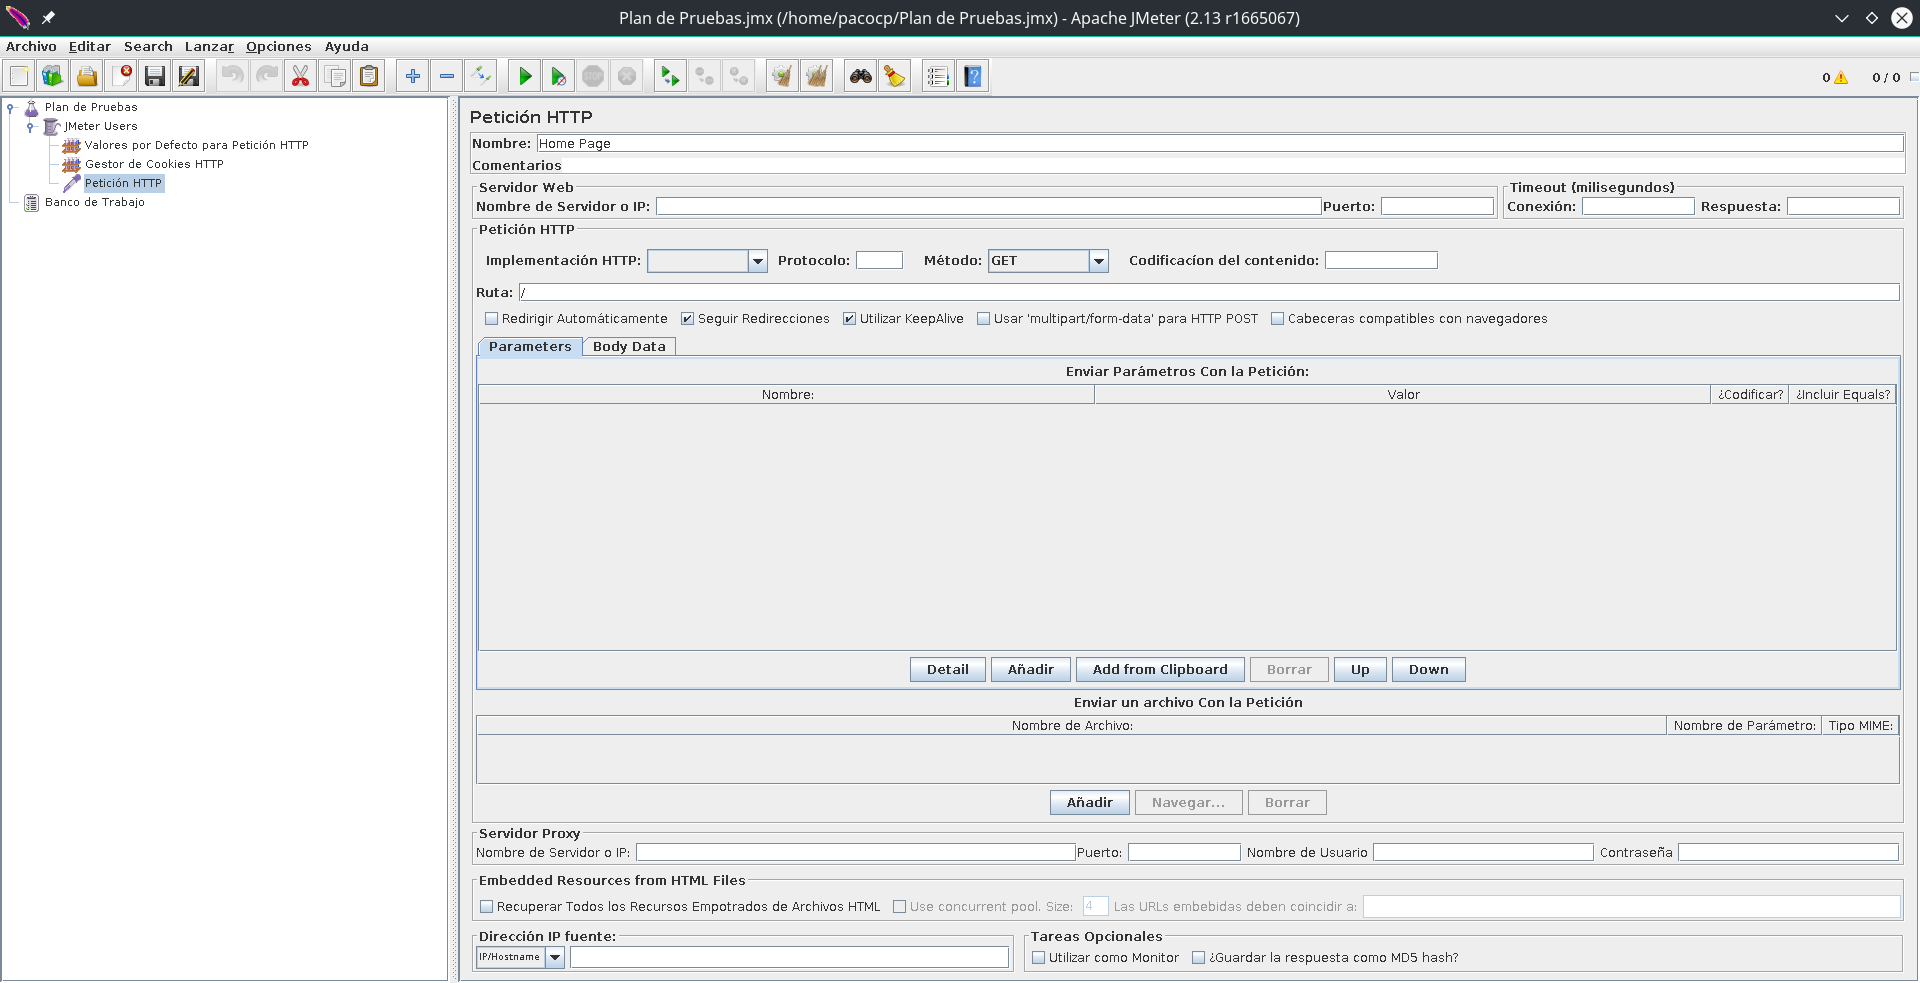 Plan de Pruebas.jmx (/home/pacocp/Plan de Pruebas.jmx) - Apache JMeter (2.13 r1665067)
Archivo Editar Search Lanzar Opciones Ayuda
STOP
0 0 / 0
Plan de Pruebas
JMeter Users
Valores por Defecto para Petición HTTP
Gestor de Cookies HTTP
Petición HTTP
Banco de Trabajo
Petición HTTP
Nombre: Home Page
Comentarios
Servidor Web
Nombre de Servidor o IP: Puerto:
Timeout (milisegundos)
Conexión: Respuesta:
Petición HTTP
Implementación HTTP: Protocolo: Método: GET Codificacíon del contenido:
Ruta: /
Redirigir Automáticamente Seguir Redirecciones Utilizar KeepAlive Usar 'multipart/form-data' para HTTP POST Cabeceras compatibles con navegadores
Parameters Body Data
Enviar Parámetros Con la Petición:
Nombre: Valor ¿Codificar? ¿Incluir Equals?
Detail Añadir Add from Clipboard Borrar Up Down
Enviar un archivo Con la Petición
Nombre de Archivo: Nombre de Parámetro: Tipo MIME:
Añadir Navegar... Borrar
Servidor Proxy
Nombre de Servidor o IP: Puerto: Nombre de Usuario Contraseña
Embedded Resources from HTML Files
Recuperar Todos los Recursos Empotrados de Archivos HTML Use concurrent pool. Size: 4 Las URLs embebidas deben coincidir a:
Dirección IP fuente:
IP/Hostname
Tareas Opcionales
Utilizar como Monitor ¿Guardar la respuesta como MD5 hash?